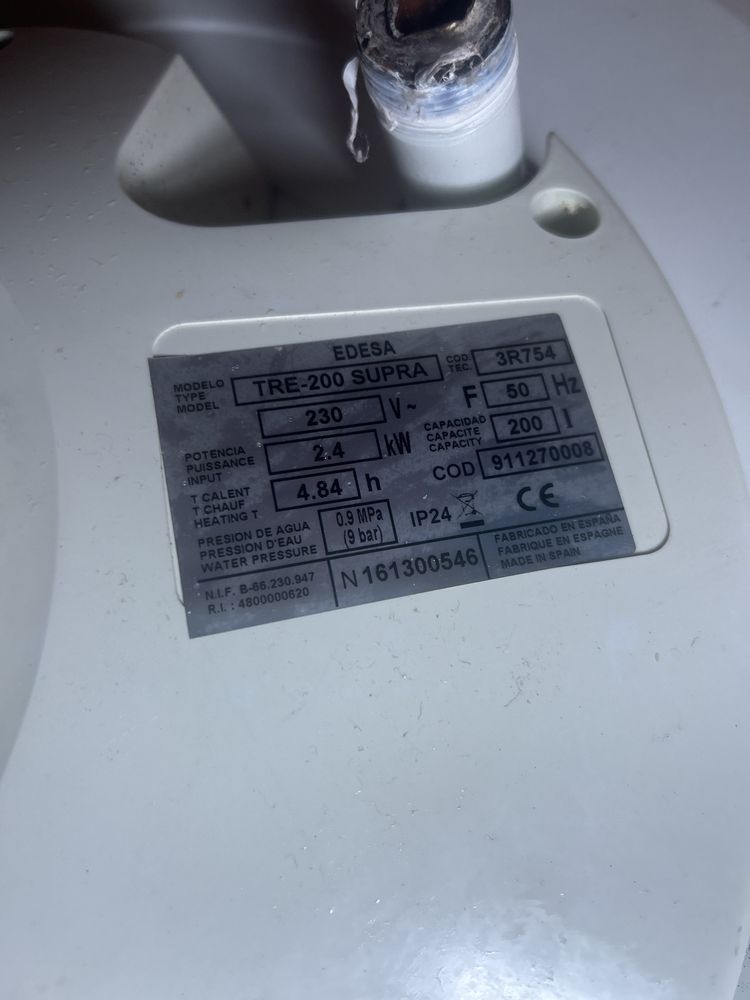 EDESA
MODELO
TYPE
MODEL
TRE-200 SUPRA
COD.
TEC.
3R754
230 V~
F 50 Hz
POTENCIA
PUISSANCE
INPUT
2.4 kW
CAPACIDAD
CAPACITE
CAPACITY
200 l
T CALENT
T CHAUF
HEATING T
4.84 h
COD 911270008
PRESION DE AGUA
PRESSION D'EAU
WATER PRESSURE
0.9 MPa
(9 bar)
IP24
CE
N.I.F. B-66.230.947
R.I. : 4800000620
N 161300546
FABRICADO EN ESPAÑA
FABRIQUE EN ESPAGNE
MADE IN SPAIN